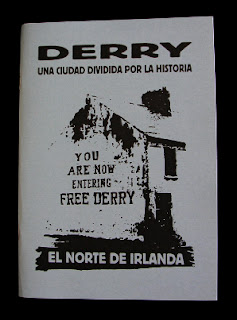 DERRY
UNA CIUDAD DIVIDIDA POR LA HISTORIA
YOU
ARE NOW
ENTERING
FREE DERRY
EL NORTE DE IRLANDA